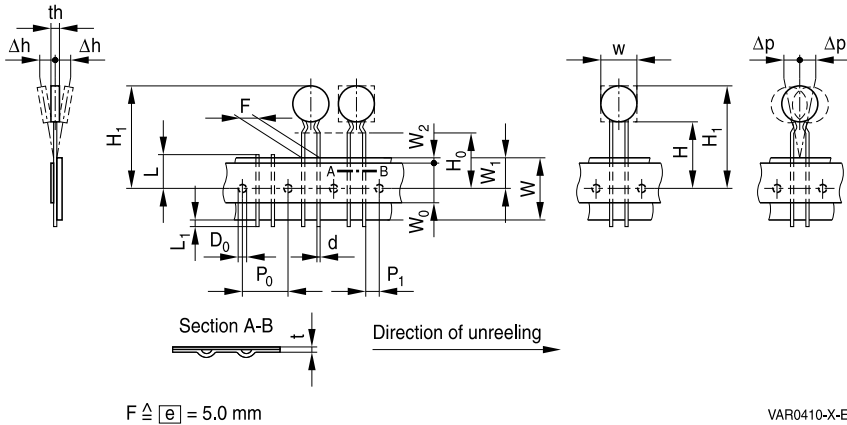 th
Δh Δh
H1
L
L1
F
W2
H0
W1
W
A B
W0
D0
d
P0
P1
w
H
H1
Δp Δp
Section A-B
t
Direction of unreeling
F ≙ e = 5.0 mm
VAR0410-X-E